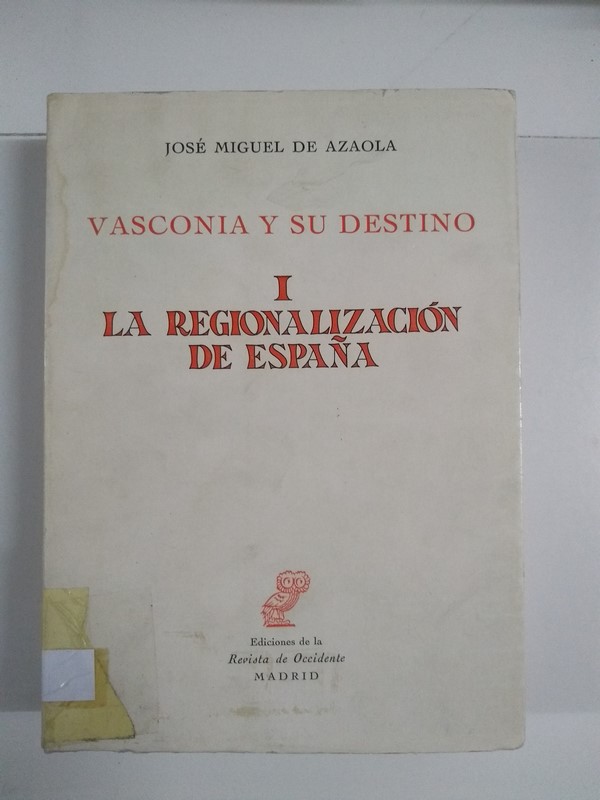 JOSÉ MIGUEL DE AZAOLA
VASCONIA Y SU DESTINO
I
LA REGIONALIZACIÓN
DE ESPAÑA
Ediciones de la
Revista de Occidente
MADRID